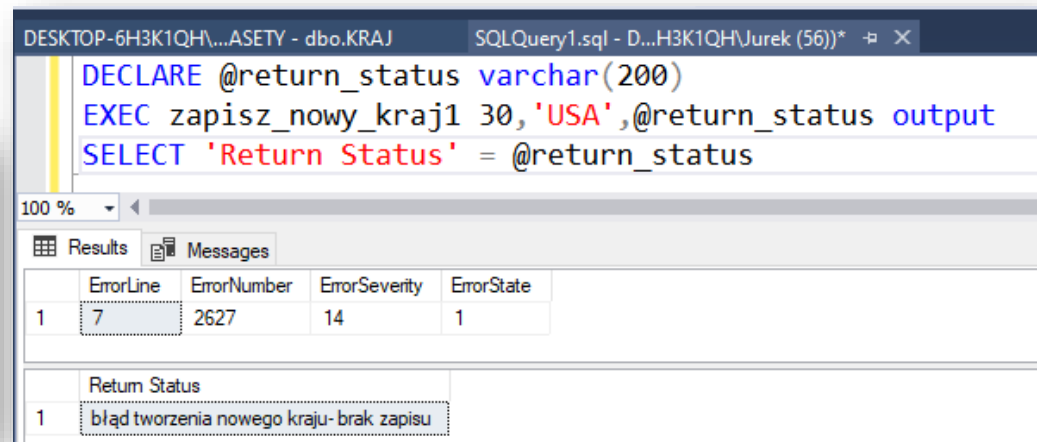 DESKTOP-6H3K1QH\...ASETY - dbo.KRAJ SQLQuery1.sql - D...H3K1QH\Jurek (56))*
DECLARE @return_status varchar(200)
EXEC zapisz_nowy_kraj1 30,'USA',@return_status output
SELECT 'Return Status' = @return_status
100 %
Results Messages
ErrorLine ErrorNumber ErrorSeverity ErrorState
1 7 2627 14 1
Return Status
1 błąd tworzenia nowego kraju- brak zapisu